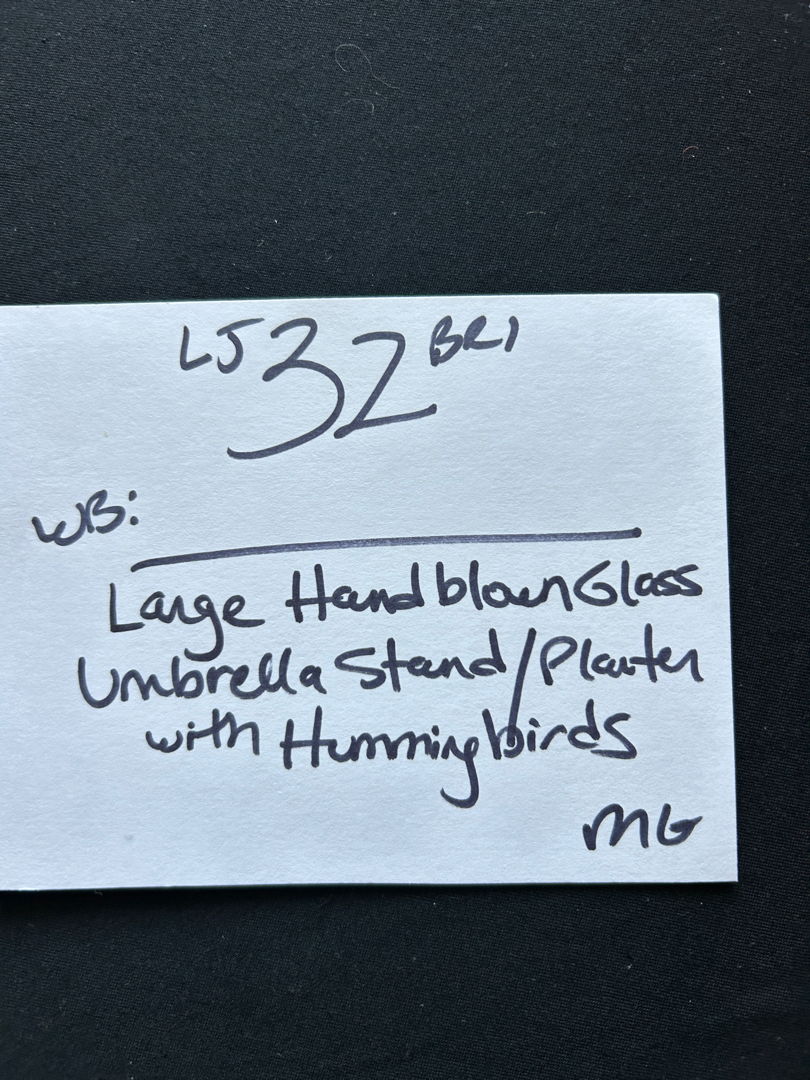 LJ 32 BR1
WB:
Large Handblown Glass
Umbrella Stand/Planter
with Hummingbirds
MG